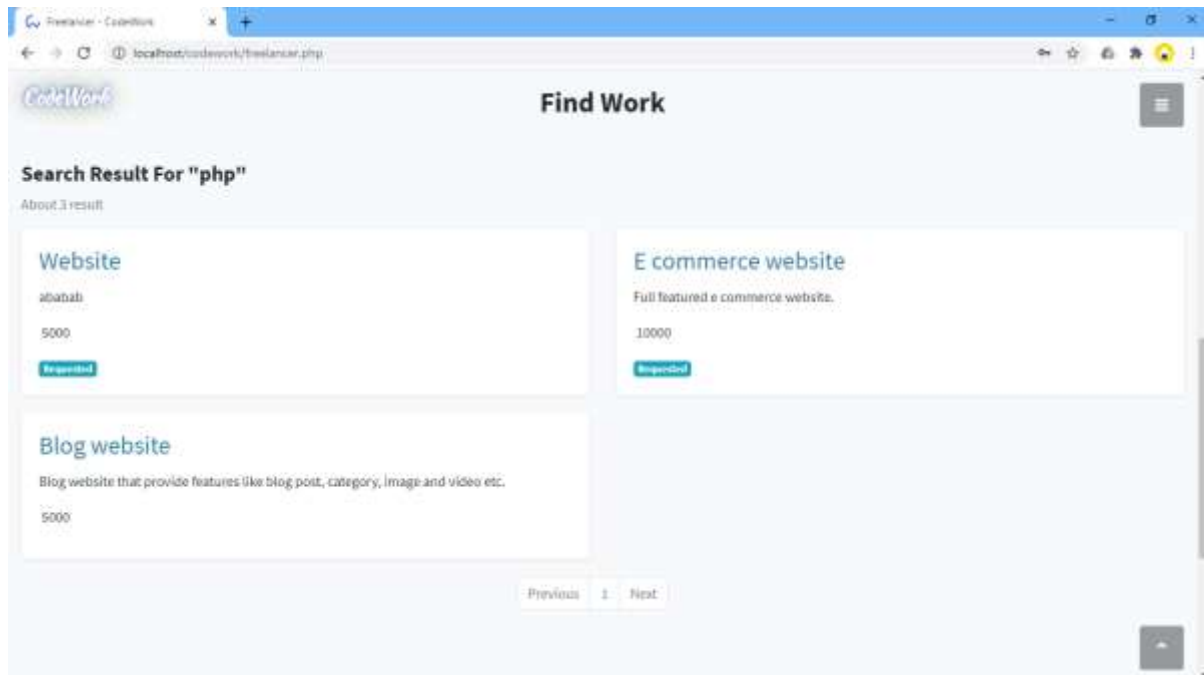 Freelancer - CodeWork
localhost/codework/freelancer.php
CodeWork
Find Work
Search Result For "php"
About 3 result
Website
ababab
5000
Requested
E commerce website
Full featured e commerce website.
10000
Requested
Blog website
Blog website that provide features like blog post, category, image and video etc.
5000
Previous 1 Next